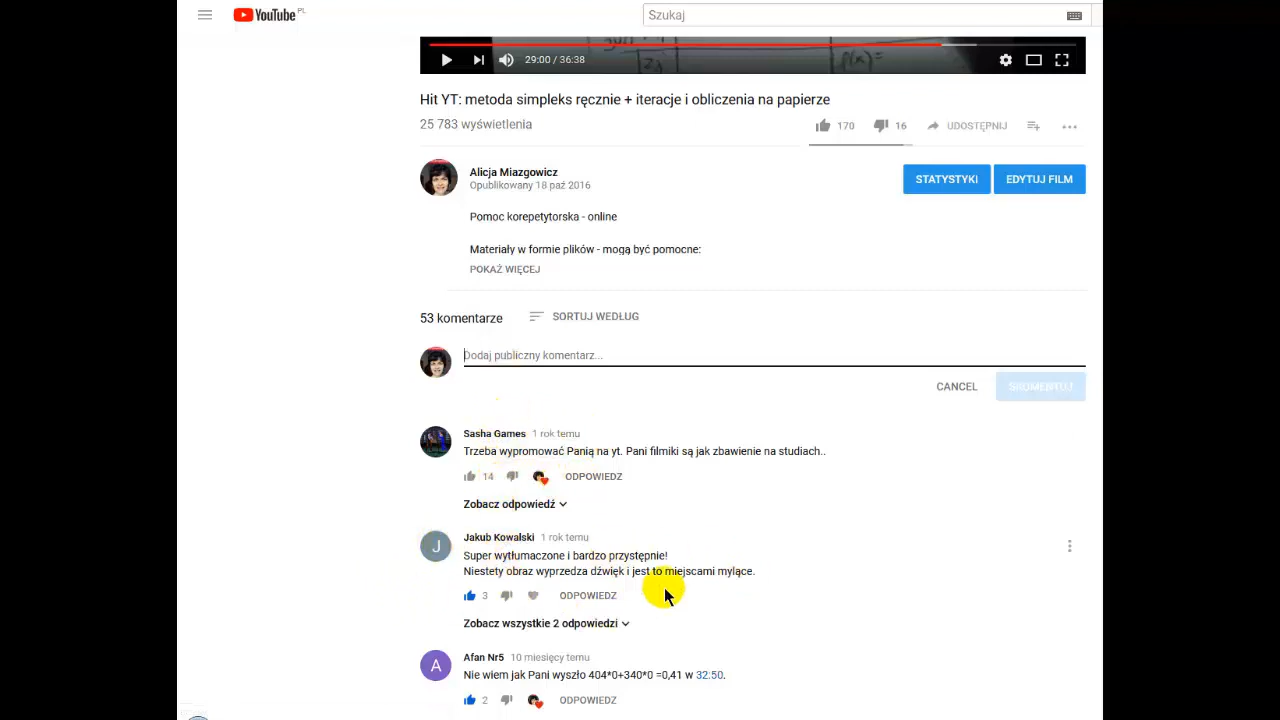 YouTube PL
Szukaj
29:00 / 36:38
Hit YT: metoda simpleks ręcznie + iteracje i obliczenia na papierze
25 783 wyświetlenia
170
16
UDOSTĘPNIJ
Alicja Miazgowicz
Opublikowany 18 paź 2016
STATYSTYKI
EDYTUJ FILM
Pomoc korepetytorska - online
Materiały w formie plików - mogą być pomocne:
POKAŻ WIĘCEJ
53 komentarze
SORTUJ WEDŁUG
Dodaj publiczny komentarz...
CANCEL
SKOMENTUJ
Sasha Games 1 rok temu
Trzeba wypromować Panią na yt. Pani filmiki są jak zbawienie na studiach..
14
ODPOWIEDZ
Zobacz odpowiedź
J
Jakub Kowalski 1 rok temu
Super wytłumaczone i bardzo przystępnie!
Niestety obraz wyprzedza dźwięk i jest to miejscami mylące.
3
ODPOWIEDZ
Zobacz wszystkie 2 odpowiedzi
A
Afan Nr5 10 miesięcy temu
Nie wiem jak Pani wyszło 404*0+340*0 =0,41 w 32:50.
2
ODPOWIEDZ